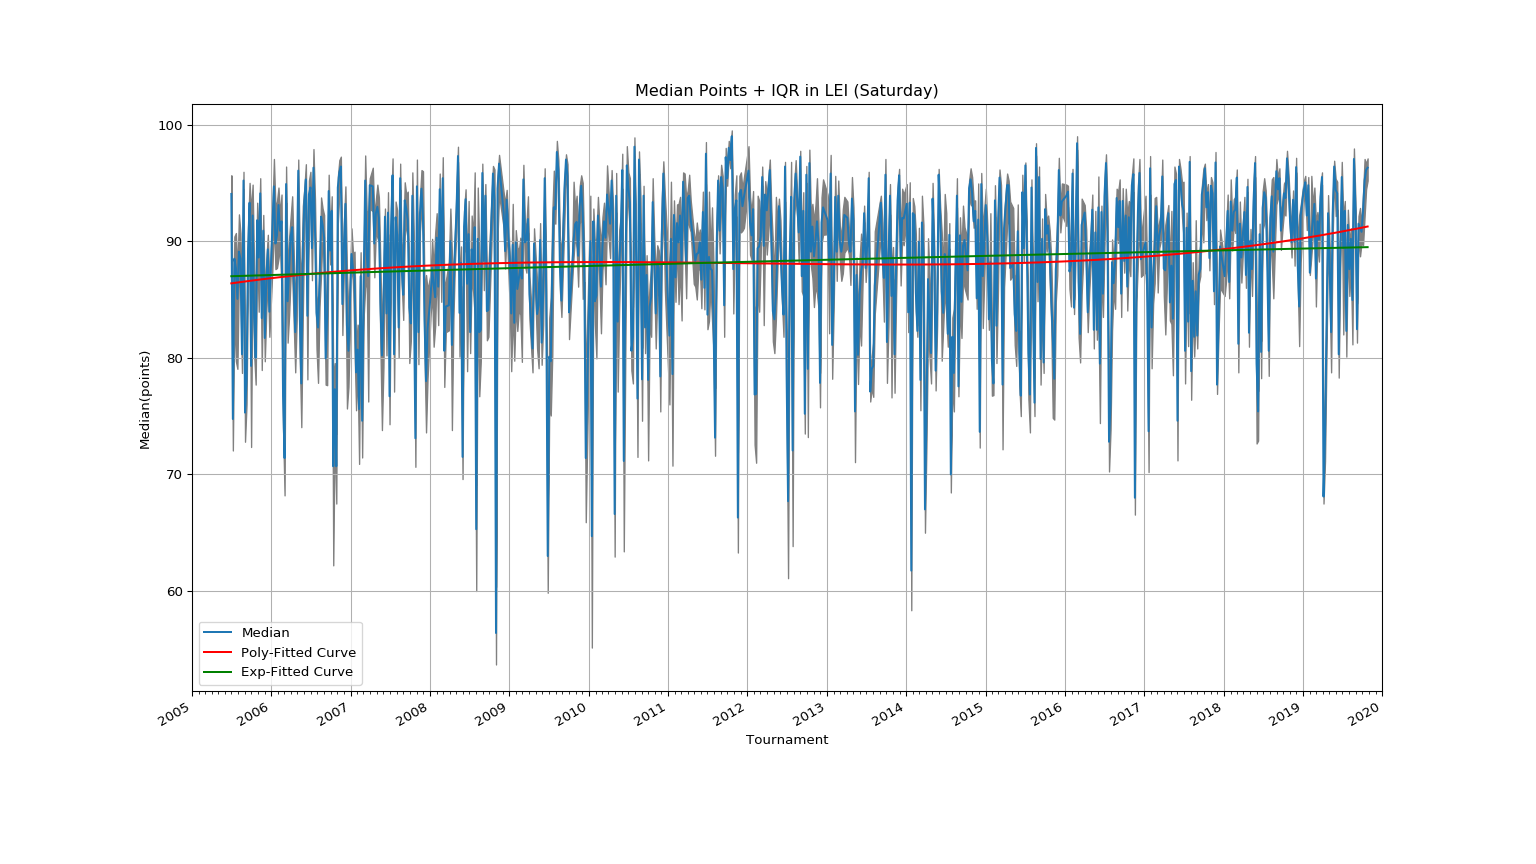 Median Points + IQR in LEI (Saturday)
100
90
80
70
60
Median(points)
Median
Poly-Fitted Curve
Exp-Fitted Curve
2005 2006 2007 2008 2009 2010 2011 2012 2013 2014 2015 2016 2017 2018 2019 2020
Tournament